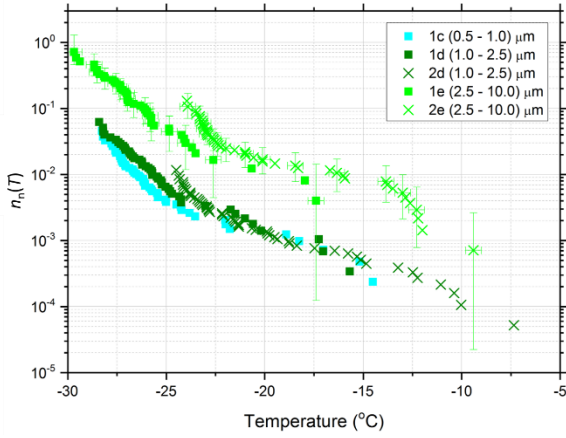 10⁰
10⁻¹
10⁻²
10⁻³
10⁻⁴
10⁻⁵
nₙ(T)
1c (0.5 - 1.0) μm
1d (1.0 - 2.5) μm
2d (1.0 - 2.5) μm
1e (2.5 - 10.0) μm
2e (2.5 - 10.0) μm
-30 -25 -20 -15 -10 -5
Temperature (°C)